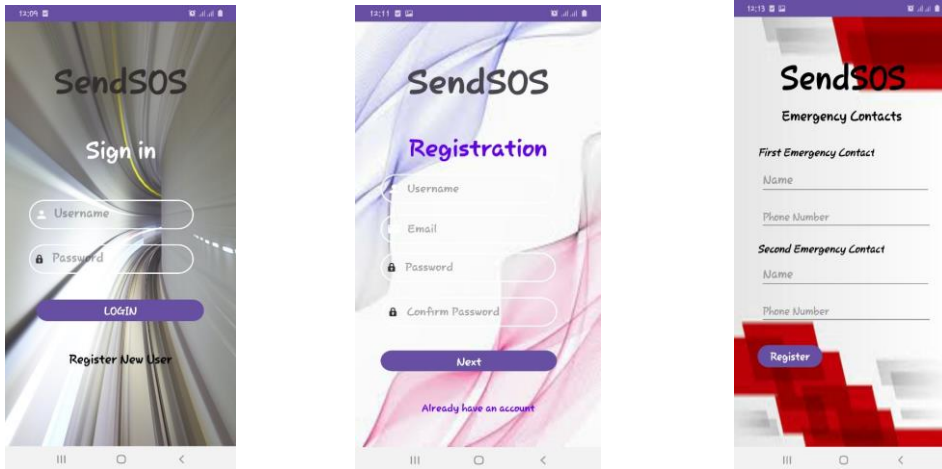 12:09
SendSOS
Sign in
Username
Password
LOGIN
Register New User
12:11
SendSOS
Registration
Username
Email
Password
Confirm Password
Next
Already have an account
12:13
SendSOS
Emergency Contacts
First Emergency Contact
Name
Phone Number
Second Emergency Contact
Name
Phone Number
Register